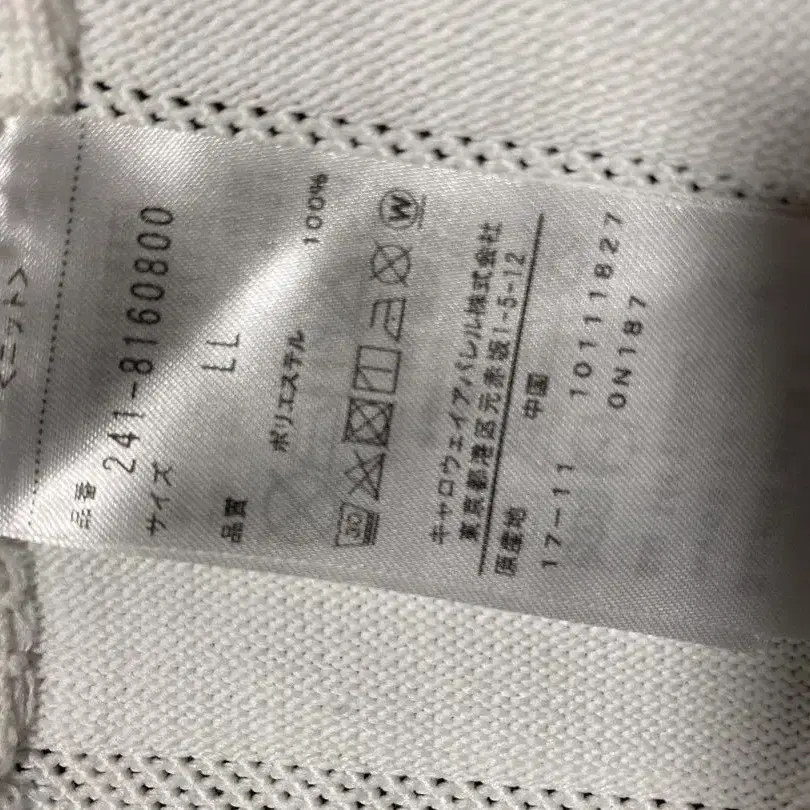 <ニット>
品番 241-8160800
サイズ LL
品質
ポリエステル 100%
30 W
キャロウェイアパレル株式会社
東京都港区元赤坂1-5-12
原産地 中国
17-11 10111827
0N187